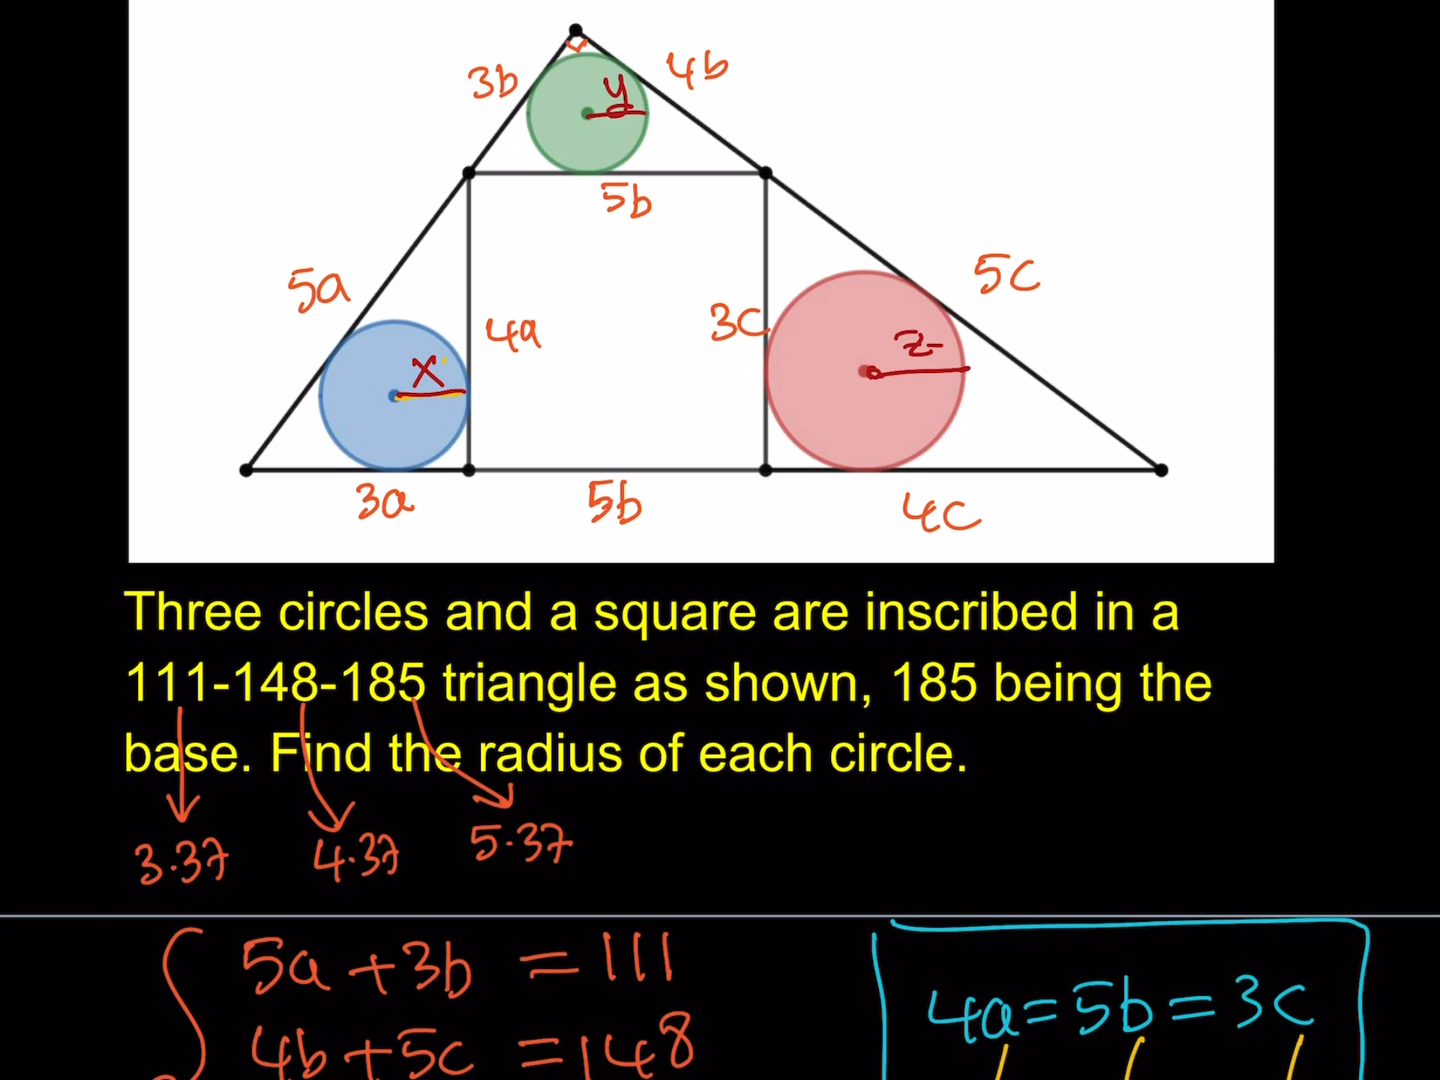 3b
4b
y
5b
5a
4a
3c
5c
x
z
3a
5b
4c
Three circles and a square are inscribed in a
111-148-185 triangle as shown, 185 being the
base. Find the radius of each circle.
3·37 4·37 5·37
5a+3b = 111
4b+5c = 148
4a=5b=3c